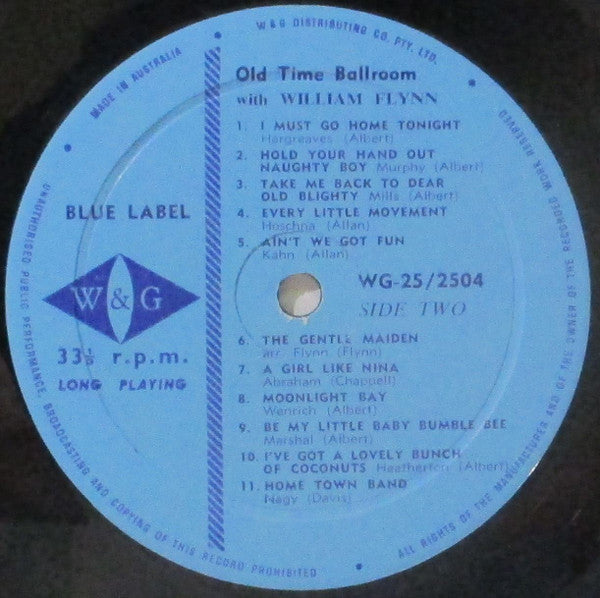 W & G DISTRIBUTING CO. PTY. LTD.
MADE IN AUSTRALIA
Old Time Ballroom
with WILLIAM FLYNN
1. I MUST GO HOME TONIGHT
Hargreaves (Albert)
2. HOLD YOUR HAND OUT
NAUGHTY BOY Murphy (Albert)
3. TAKE ME BACK TO DEAR
OLD BLIGHTY Mills (Albert)
4. EVERY LITTLE MOVEMENT
Hoschna (Allan)
5. AIN'T WE GOT FUN
Kahn (Allan)
BLUE LABEL
W&G
33⅓ r.p.m.
LONG PLAYING
WG-25/2504
SIDE TWO
6. THE GENTLE MAIDEN
arr. Flynn (Flynn)
7. A GIRL LIKE NINA
Abraham (Chappell)
8. MOONLIGHT BAY
Wenrich (Albert)
9. BE MY LITTLE BABY BUMBLE BEE
Marshal (Albert)
10. I'VE GOT A LOVELY BUNCH
OF COCONUTS Heatherton (Albert)
11. HOME TOWN BAND
Nagy (Davis)
UNAUTHORISED PUBLIC PERFORMANCE, BROADCASTING AND COPYING OF THIS RECORD PROHIBITED
ALL RIGHTS OF THE MANUFACTURER AND OF THE OWNER OF THE RECORDED WORK RESERVED